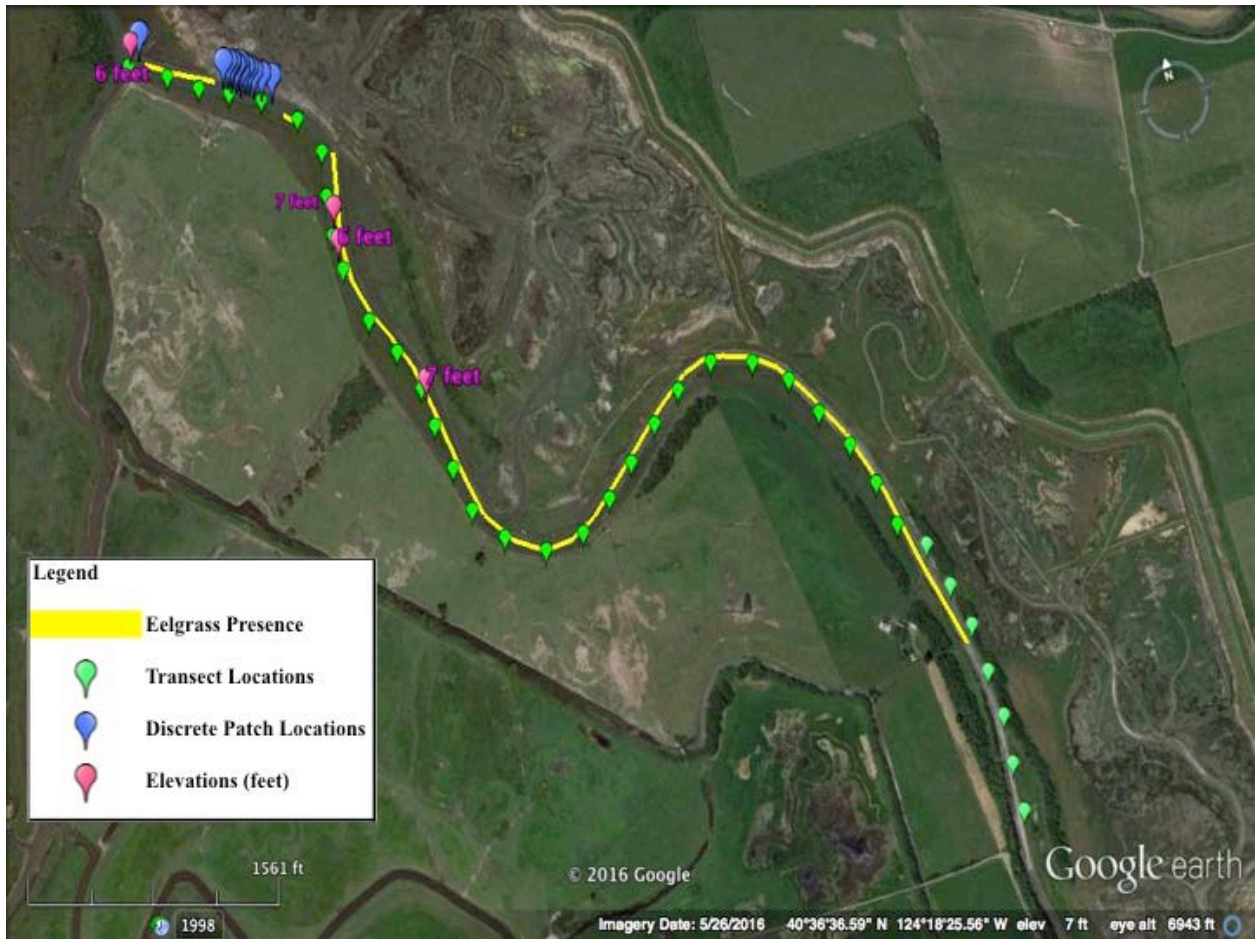 6 feet
N
7 feet
6 feet
7 feet
Legend
Eelgrass Presence
Transect Locations
Discrete Patch Locations
Elevations (feet)
1561 ft
© 2016 Google
Google earth
1998
Imagery Date: 5/26/2016 40°36'36.59" N 124°18'25.56" W elev 7 ft eye alt 6943 ft